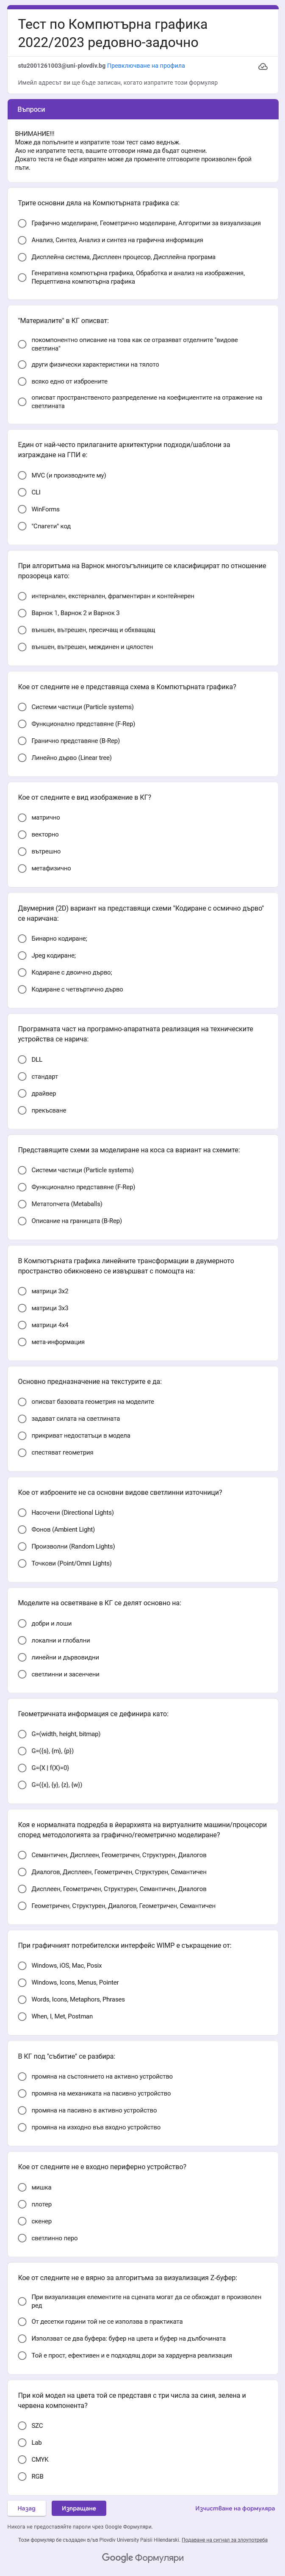 Тест по Компютърна графика
2022/2023 редовно-задочно
stu2001261003@uni-plovdiv.bg Превключване на профила
Имейл адресът ви ще бъде записан, когато изпратите този формуляр
Въпроси
ВНИМАНИЕ!!!
Може да попълните и изпратите този тест само веднъж.
Ако не изпратите теста, вашите отговори няма да бъдат оценени.
Докато теста не бъде изпратен може да променяте отговорите произволен брой
пъти.
Трите основни дяла на Компютърната графика са:
Графично моделиране, Геометрично моделиране, Алгоритми за визуализация
Анализ, Синтез, Анализ и синтез на графична информация
Дисплейна система, Дисплеен процесор, Дисплейна програма
Генеративна компютърна графика, Обработка и анализ на изображения,
Перцептивна компютърна графика
"Материалите" в КГ описват:
покомпонентно описание на това как се отразяват отделните "видове
светлина"
други физически характеристики на тялото
всяко едно от изброените
описват пространственото разпределение на коефициентите на отражение на
светлината
Един от най-често прилаганите архитектурни подходи/шаблони за
изграждане на ГПИ е:
MVC (и производните му)
CLI
WinForms
"Спагети" код
При алгоритъма на Варнок многоъгълниците се класифицират по отношение
прозореца като:
интернален, екстернален, фрагментиран и контейнерен
Варнок 1, Варнок 2 и Варнок 3
външен, вътрешен, пресичащ и обхващащ
външен, вътрешен, междинен и цялостен
Кое от следните не е представяща схема в Компютърната графика?
Системи частици (Particle systems)
Функционално представяне (F-Rep)
Гранично представяне (B-Rep)
Линейно дърво (Linear tree)
Кое от следните е вид изображение в КГ?
матрично
векторно
вътрешно
метафизично
Двумерния (2D) вариант на представящи схеми "Кодиране с осмично дърво"
се наричана:
Бинарно кодиране;
Jpeg кодиране;
Кодиране с двоично дърво;
Кодиране с четвъртично дърво
Програмната част на програмно-апаратната реализация на техническите
устройства се нарича:
DLL
стандарт
драйвер
прекъсване
Представящите схеми за моделиране на коса са вариант на схемите:
Системи частици (Particle systems)
Функционално представяне (F-Rep)
Метатопчета (Metaballs)
Описание на границата (B-Rep)
В Компютърната графика линейните трансформации в двумерното
пространство обикновено се извършват с помощта на:
матрици 3x2
матрици 3x3
матрици 4x4
мета-информация
Основно предназначение на текстурите е да:
описват базовата геометрия на моделите
задават силата на светлината
прикриват недостатъци в модела
спестяват геометрия
Кое от изброените не са основни видове светлинни източници?
Насочени (Directional Lights)
Фонов (Ambient Light)
Произволни (Random Lights)
Точкови (Point/Omni Lights)
Моделите на осветяване в КГ се делят основно на:
добри и лоши
локални и глобални
линейни и дървовидни
светлинни и засенчени
Геометричната информация се дефинира като:
G=(width, height, bitmap)
G=({s}, {m}, {p})
G={X | f(X)=0}
G=({x}, {y}, {z}, {w})
Коя е нормалната подредба в йерархията на виртуалните машини/процесори
според методологията за графично/геометрично моделиране?
Семантичен, Дисплеен, Геометричен, Структурен, Диалогов
Диалогов, Дисплеен, Геометричен, Структурен, Семантичен
Дисплеен, Геометричен, Структурен, Семантичен, Диалогов
Геометричен, Структурен, Диалогов, Геометричен, Семантичен
При графичният потребителски интерфейс WIMP е съкращение от:
Windows, iOS, Mac, Posix
Windows, Icons, Menus, Pointer
Words, Icons, Metaphors, Phrases
When, I, Met, Postman
В КГ под "събитие" се разбира:
промяна на състоянието на активно устройство
промяна на механиката на пасивно устройство
промяна на пасивно в активно устройство
промяна на изходно във входно устройство
Кое от следните не е входно периферно устройство?
мишка
плотер
скенер
светлинно перо
Кое от следните не е вярно за алгоритъма за визуализация Z-буфер:
При визуализация елементите на сцената могат да се обхождат в произволен
ред
От десетки години той не се използва в практиката
Използват се два буфера: буфер на цвета и буфер на дълбочината
Той е прост, ефективен и е подходящ дори за хардуерна реализация
При кой модел на цвета той се представя с три числа за синя, зелена и
червена компонента?
SZC
Lab
CMYK
RGB
Назад
Изпращане
Изчистване на формуляра
Никога не предоставяйте пароли чрез Google Формуляри.
Този формуляр бе създаден във Plovdiv University Paisii Hilendarski. Подаване на сигнал за злоупотреба
Google Формуляри